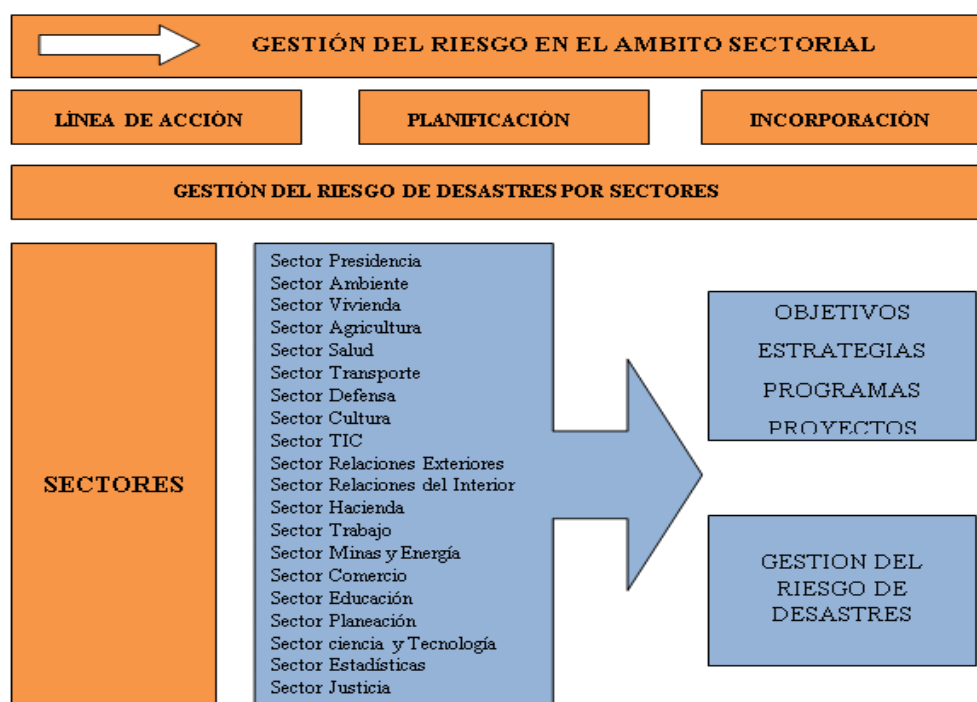 GESTIÓN DEL RIESGO EN EL AMBITO SECTORIAL
LÍNEA DE ACCIÓN
PLANIFICACIÓN
INCORPORACIÓN
GESTIÓN DEL RIESGO DE DESASTRES POR SECTORES
SECTORES
Sector Presidencia
Sector Ambiente
Sector Vivienda
Sector Agricultura
Sector Salud
Sector Transporte
Sector Defensa
Sector Cultura
Sector TIC
Sector Relaciones Exteriores
Sector Relaciones del Interior
Sector Hacienda
Sector Trabajo
Sector Minas y Energía
Sector Comercio
Sector Educación
Sector Planeación
Sector ciencia y Tecnología
Sector Estadísticas
Sector Justicia
OBJETIVOS
ESTRATEGIAS
PROGRAMAS
PROYECTOS
GESTION DEL
RIESGO DE
DESASTRES